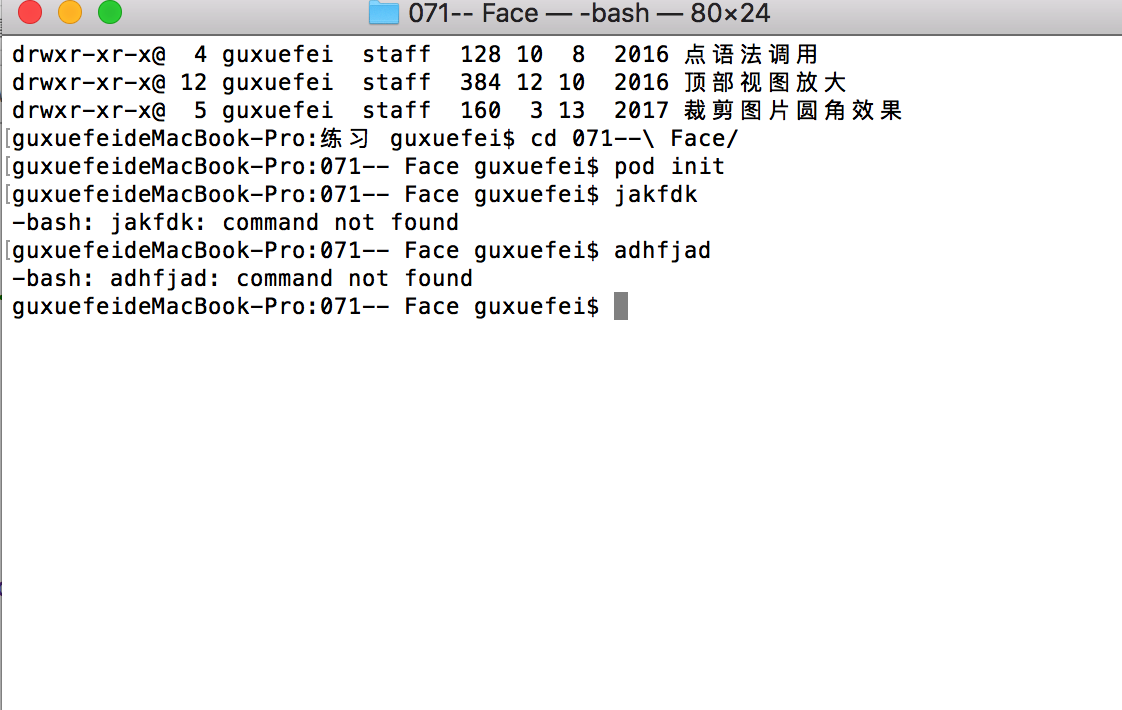 071-- Face — -bash — 80×24
drwxr-xr-x@  4 guxuefei  staff  128 10  8  2016 点语法调用
drwxr-xr-x@ 12 guxuefei  staff  384 12 10  2016 顶部视图放大
drwxr-xr-x@  5 guxuefei  staff  160  3 13  2017 裁剪图片圆角效果
[guxuefeideMacBook-Pro:练习 guxuefei$ cd 071--\ Face/
[guxuefeideMacBook-Pro:071-- Face guxuefei$ pod init
[guxuefeideMacBook-Pro:071-- Face guxuefei$ jakfdk
-bash: jakfdk: command not found
[guxuefeideMacBook-Pro:071-- Face guxuefei$ adhfjad
-bash: adhfjad: command not found
guxuefeideMacBook-Pro:071-- Face guxuefei$